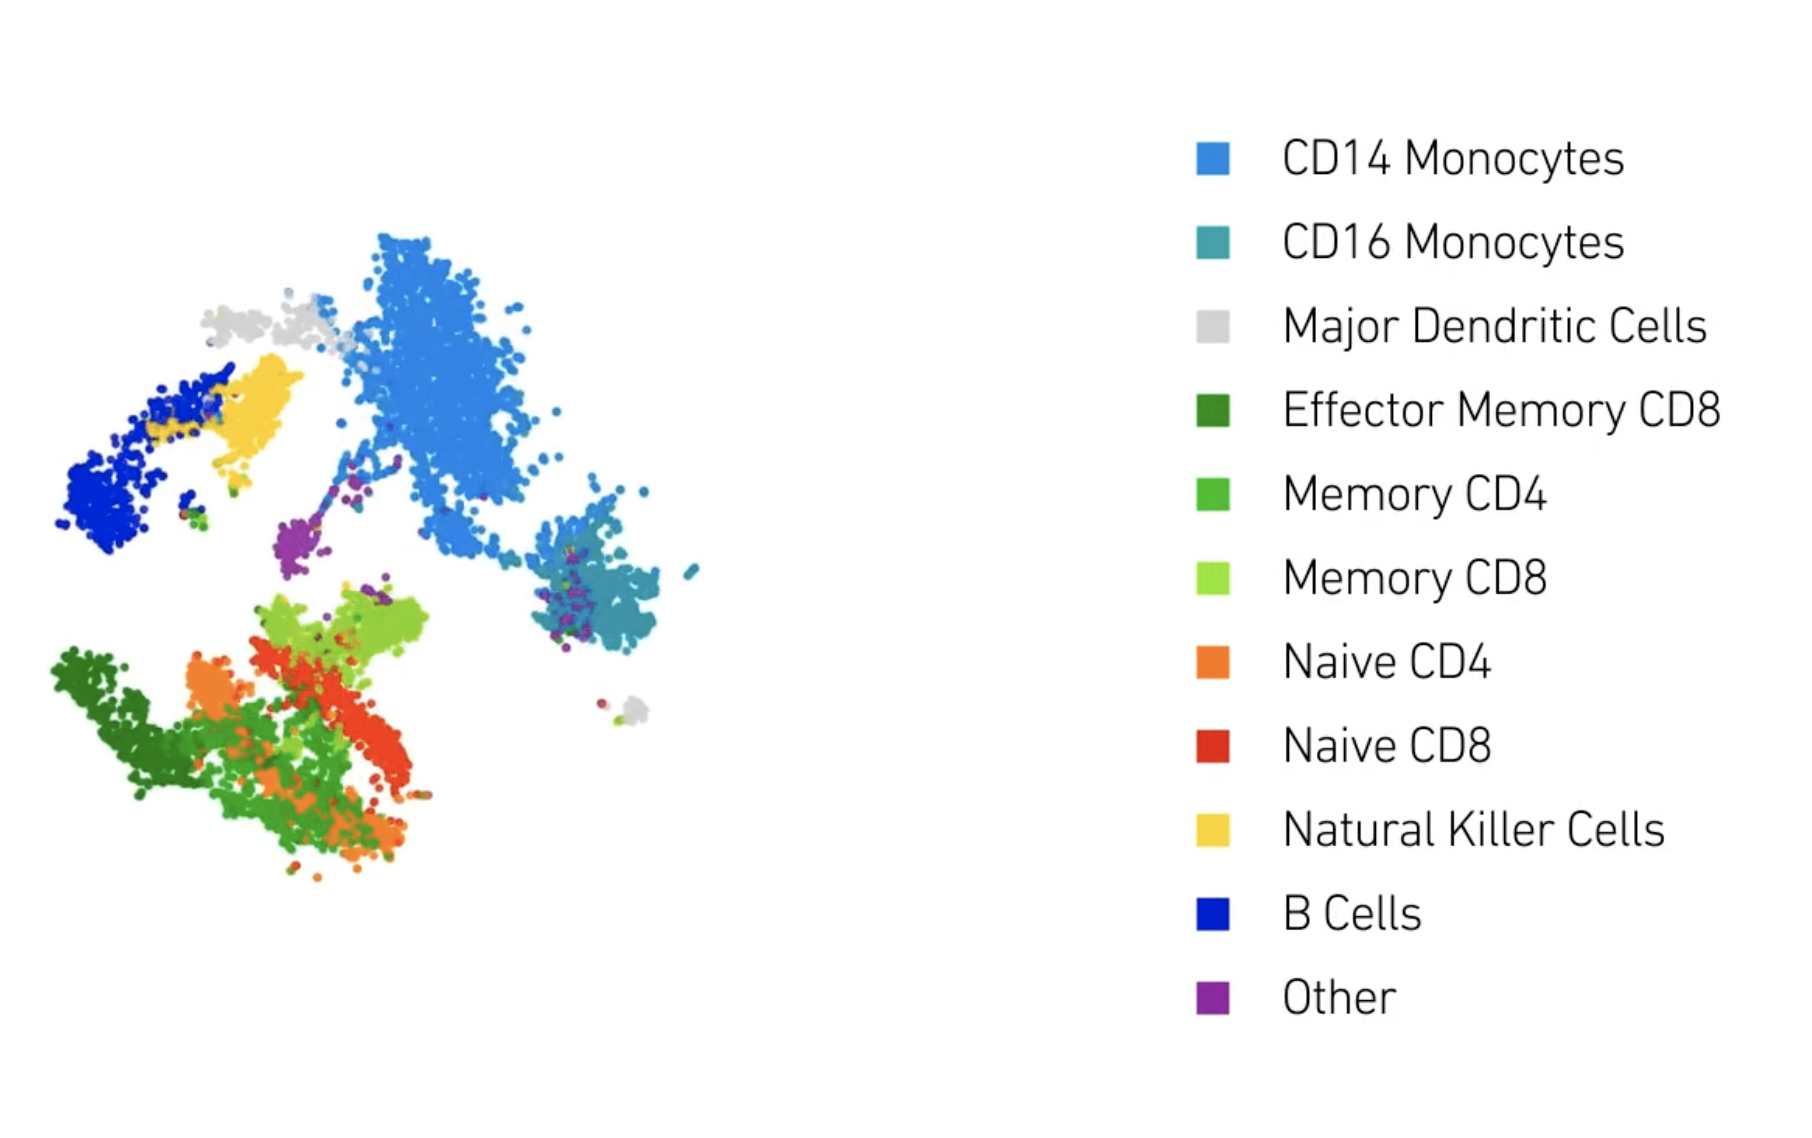 CD14 Monocytes
CD16 Monocytes
Major Dendritic Cells
Effector Memory CD8
Memory CD4
Memory CD8
Naive CD4
Naive CD8
Natural Killer Cells
B Cells
Other